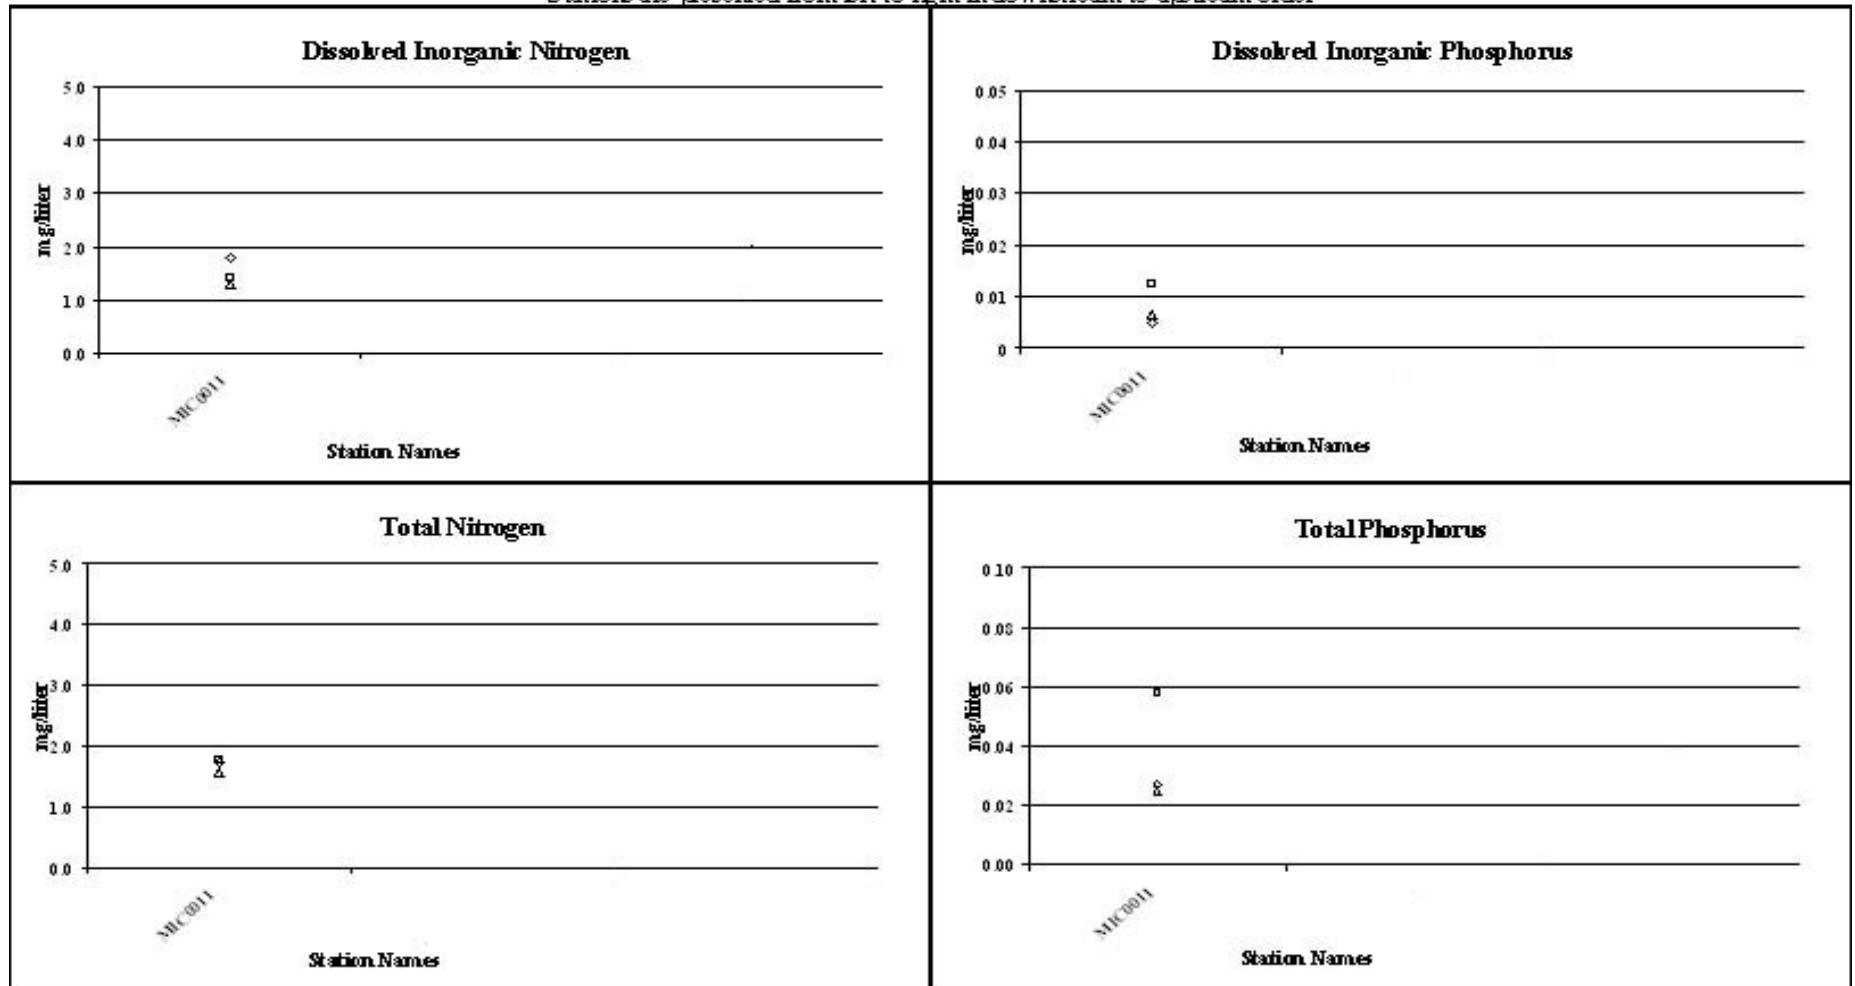 Dissolved Inorganic Nitrogen
5.0
4.0
3.0
2.0
1.0
0.0
mg/liter
MIC0011
Station Names
Dissolved Inorganic Phosphorus
0.05
0.04
0.03
0.02
0.01
0
mg/liter
MIC0011
Station Names
Total Nitrogen
5.0
4.0
3.0
2.0
1.0
0.0
mg/liter
MIC0011
Station Names
Total Phosphorus
0.10
0.08
0.06
0.04
0.02
0.00
mg/liter
MIC0011
Station Names